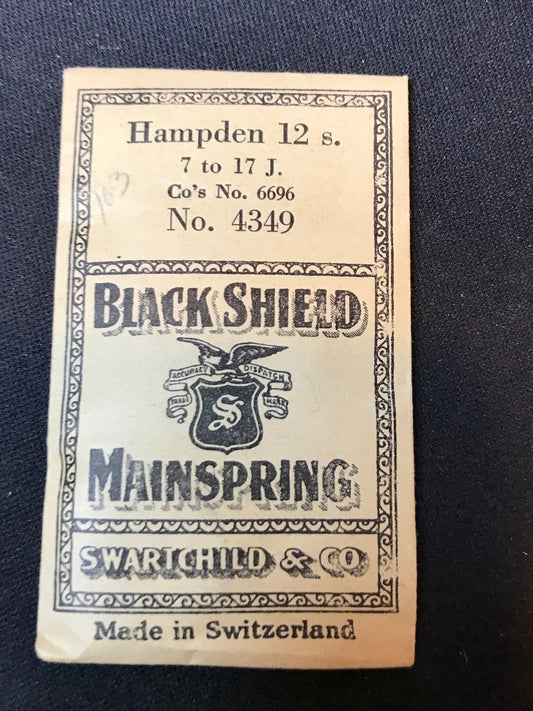 Hampden 12 s.
7 to 17 J.
Co's No. 6696
No. 4349
163
BLACK SHIELD
ACCURACY DISPATCH
TRADE MARK
S
MAINSPRING
SWARTCHILD & CO
Made in Switzerland